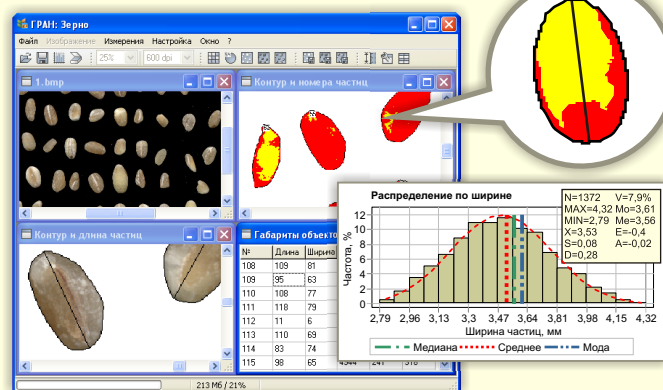 ГРАН: Зерно
Файл Изображение Измерения Настройка Окно ?
25% 600 dpi
1.bmp
Контур и номера частиц
Контур и длина частиц
Габариты объекто
№ Длина Ширина
108 109 81
109 95 63
110 108 77
111 118 79
112 11 6
113 110 69
114 83 74
115 98 65 4944 241 518
213 Мб / 21%
Распределение по ширине
N=1372 V=7,9%
MAX=4,32 Mo=3,61
MIN=2,79 Me=3,56
X=3,53 E=-0,4
S=0,08 A=-0,02
D=0,28
Частота, %
12
10
8
6
4
2
0
2,79 2,96 3,13 3,3 3,47 3,64 3,81 3,98 4,15 4,32
Ширина частиц, мм
Медиана Среднее Мода